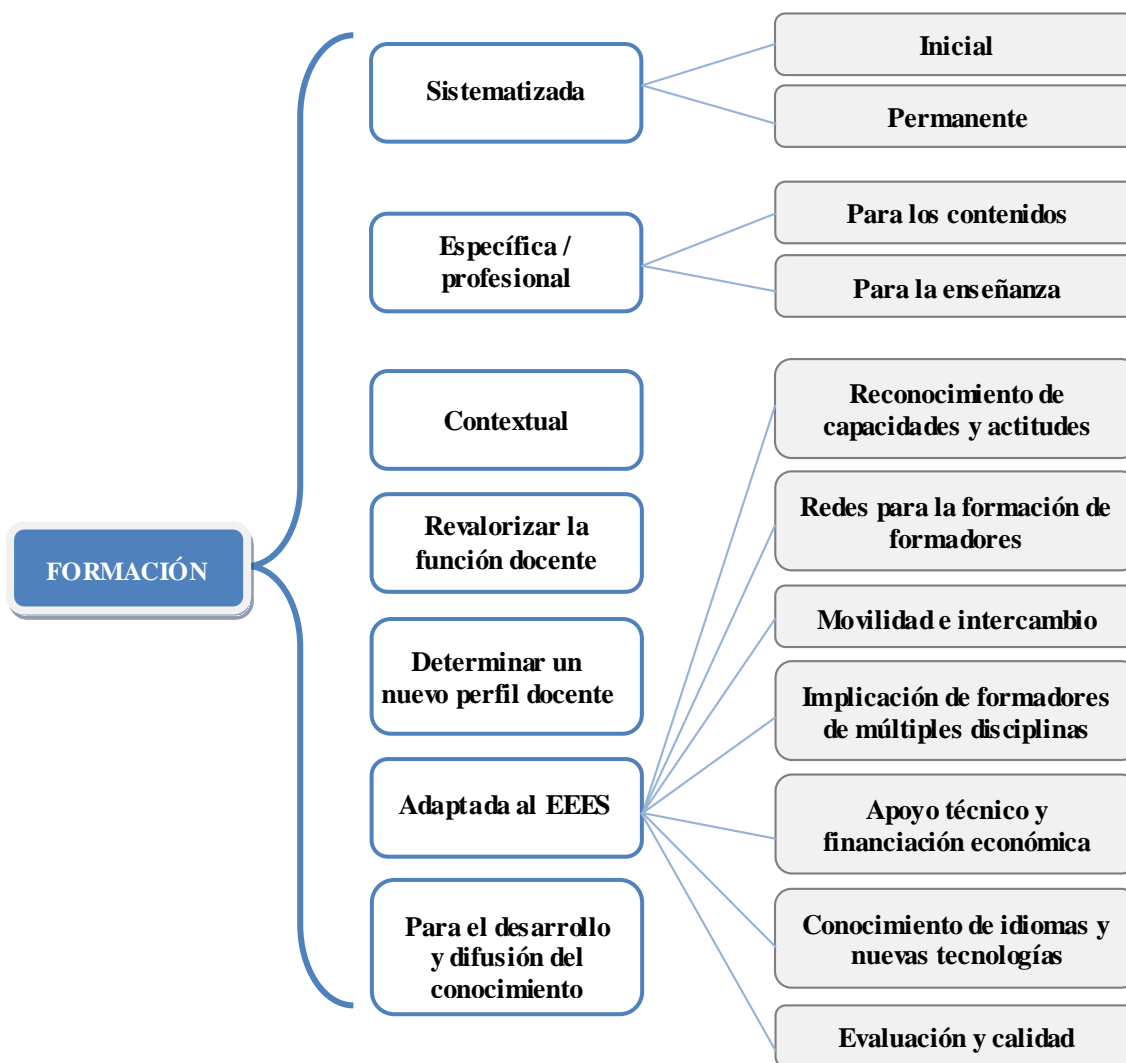 FORMACIÓN
Sistematizada
Inicial
Permanente
Específica /
profesional
Para los contenidos
Para la enseñanza
Contextual
Revalorizar la
función docente
Determinar un
nuevo perfil docente
Adaptada al EEES
Reconocimiento de
capacidades y actitudes
Redes para la formación de
formadores
Movilidad e intercambio
Implicación de formadores
de múltiples disciplinas
Apoyo técnico y
financiación económica
Conocimiento de idiomas y
nuevas tecnologías
Evaluación y calidad
Para el desarrollo
y difusión del
conocimiento